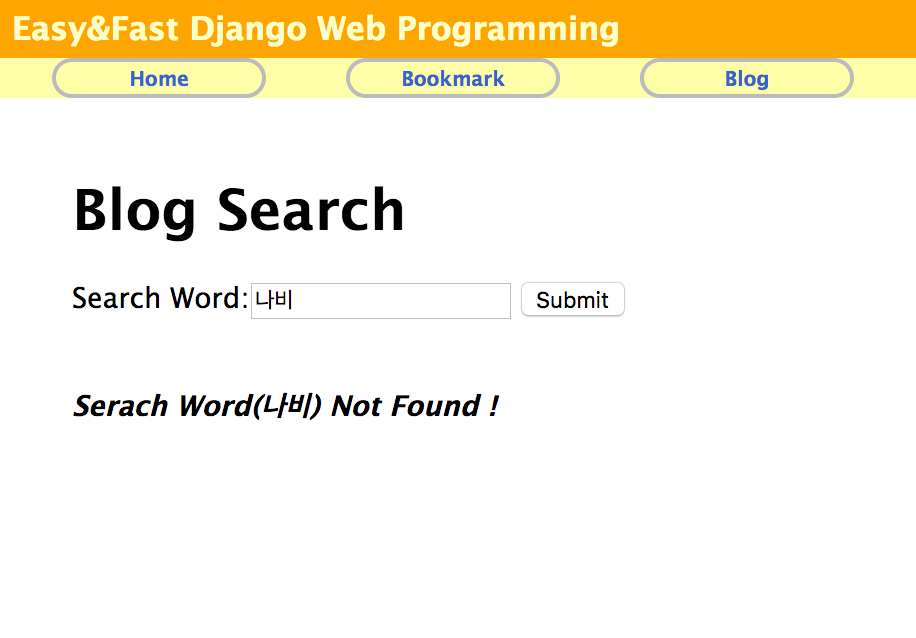 Easy&Fast Django Web Programming
Home Bookmark Blog
Blog Search
Search Word: 나비 Submit
Serach Word(나비) Not Found !